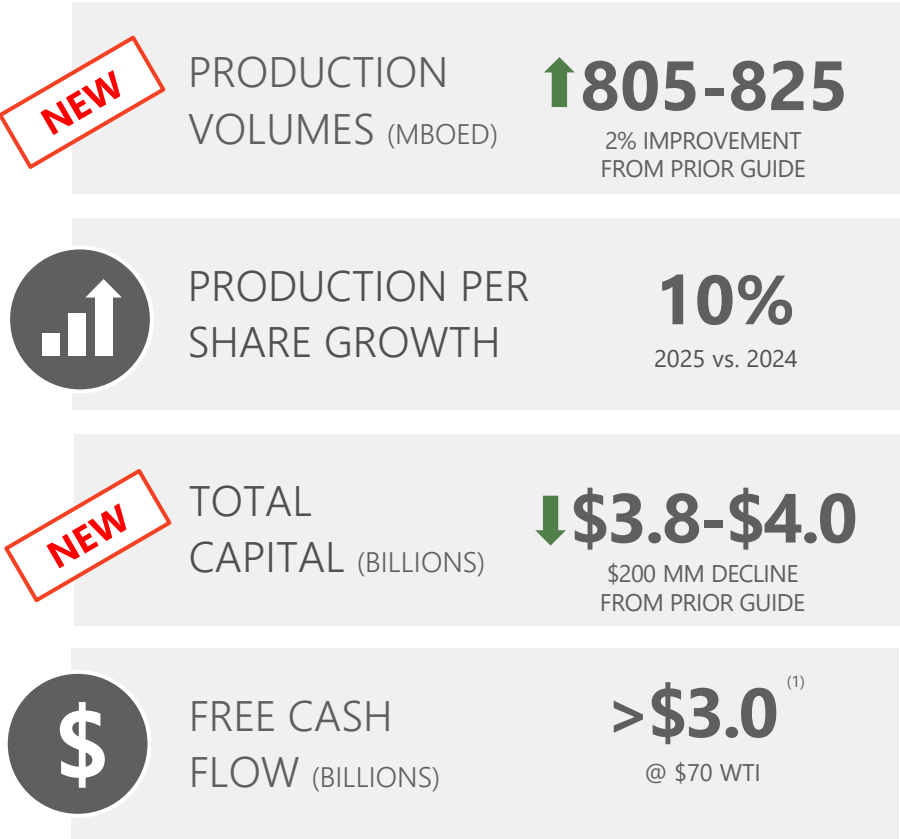 NEW
PRODUCTION
VOLUMES (MBOED)
805-825
2% IMPROVEMENT
FROM PRIOR GUIDE
PRODUCTION PER
SHARE GROWTH
10%
2025 vs. 2024
NEW
TOTAL
CAPITAL (BILLIONS)
$3.8-$4.0
$200 MM DECLINE
FROM PRIOR GUIDE
$
FREE CASH
FLOW (BILLIONS)
>$3.0 (1)
@ $70 WTI